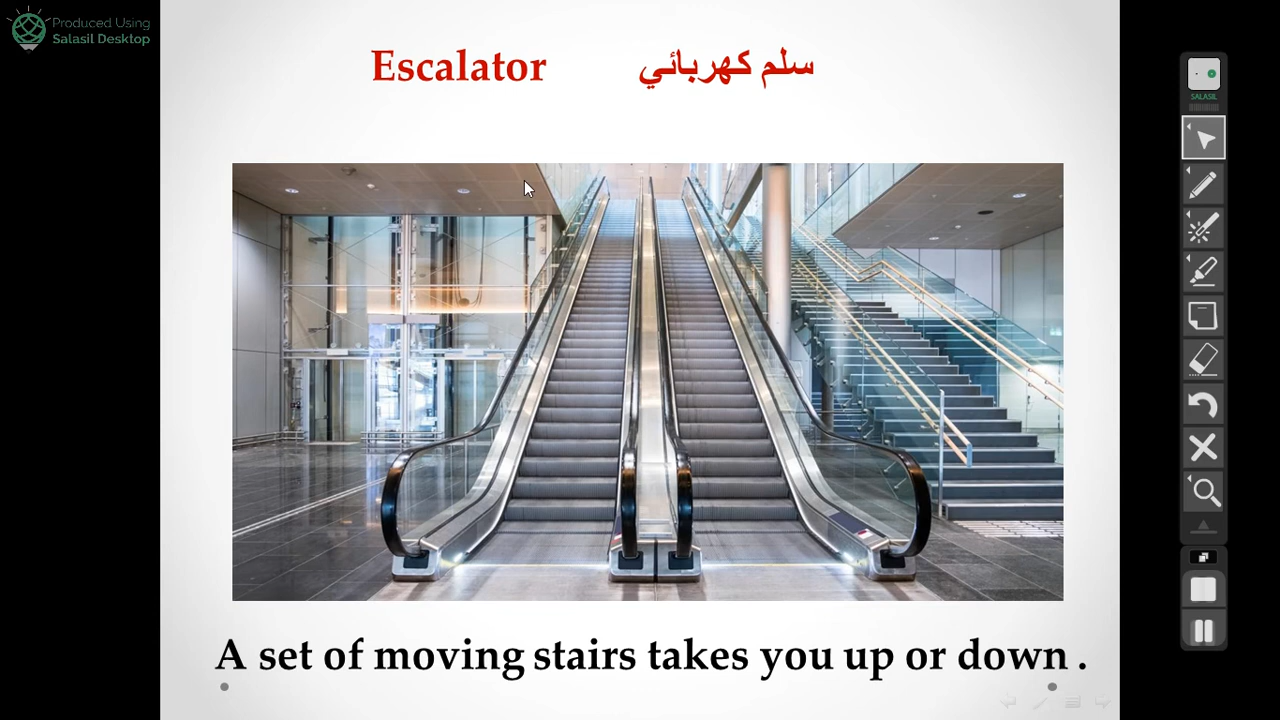 Produced Using
Salasil Desktop
Escalator سلم كهربائي
SALASIL
A set of moving stairs takes you up or down .